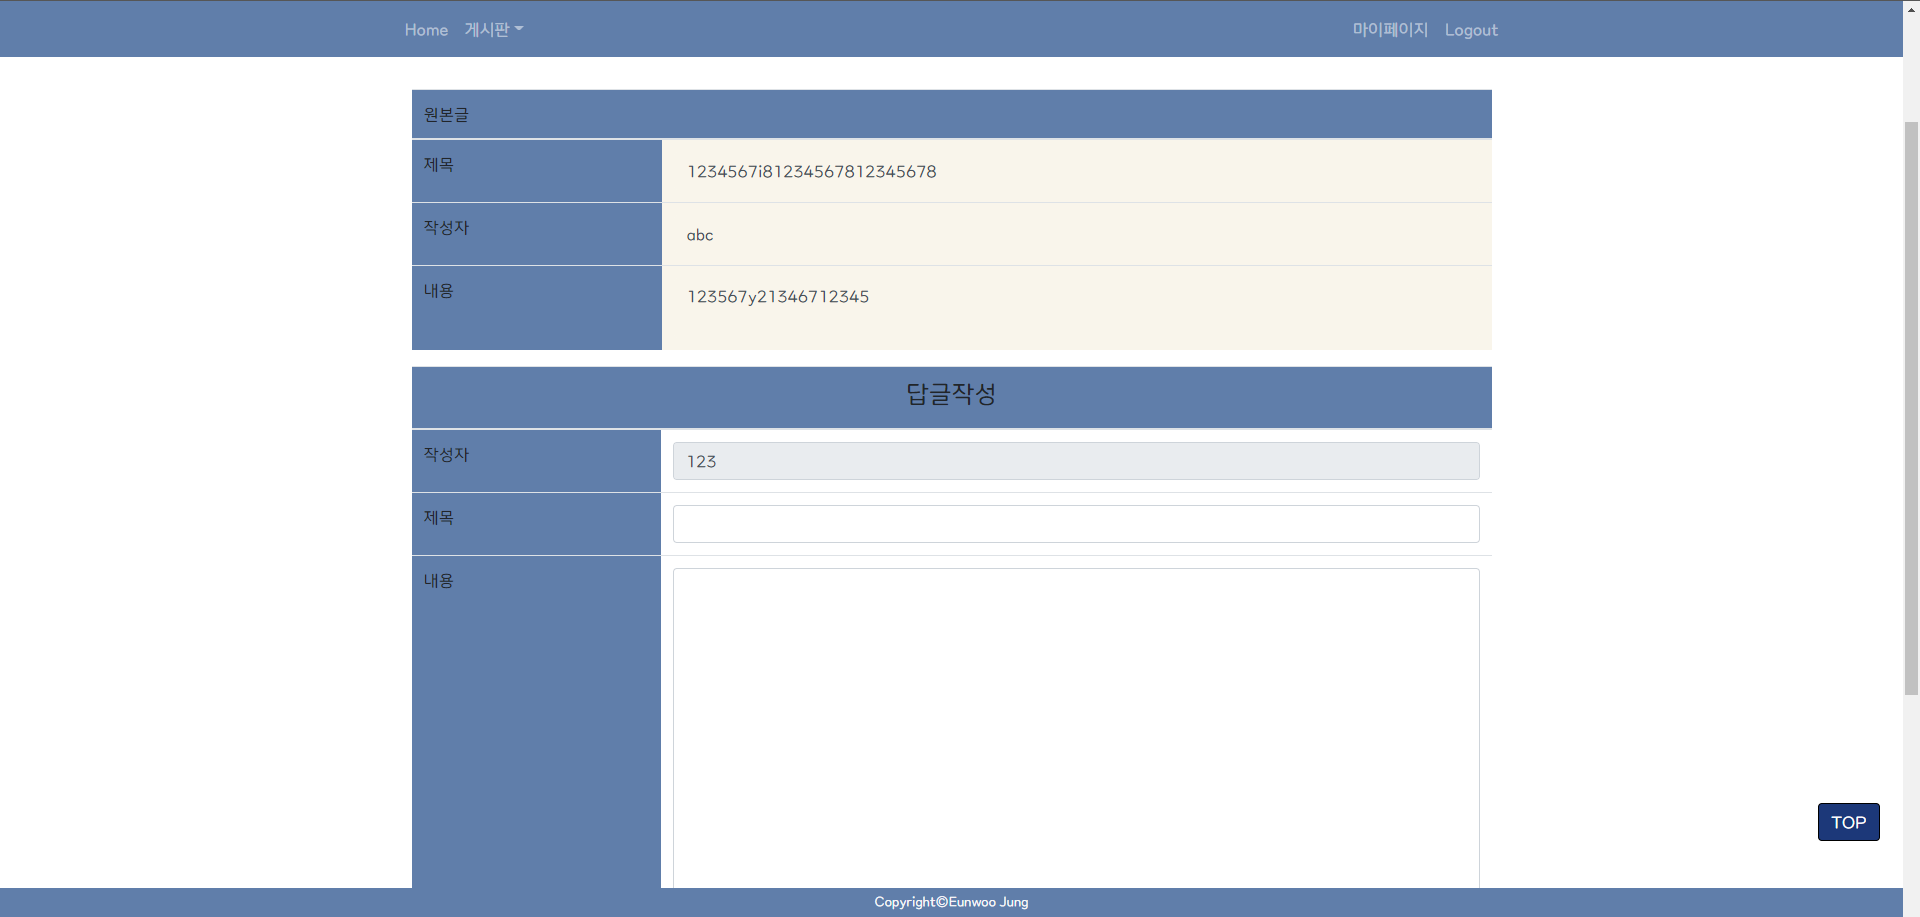 Home 게시판 마이페이지 Logout
원본글
제목 1234567i81234567812345678
작성자 abc
내용 123567y21346712345
답글작성
작성자 123
제목
내용
TOP
Copyright©Eunwoo Jung